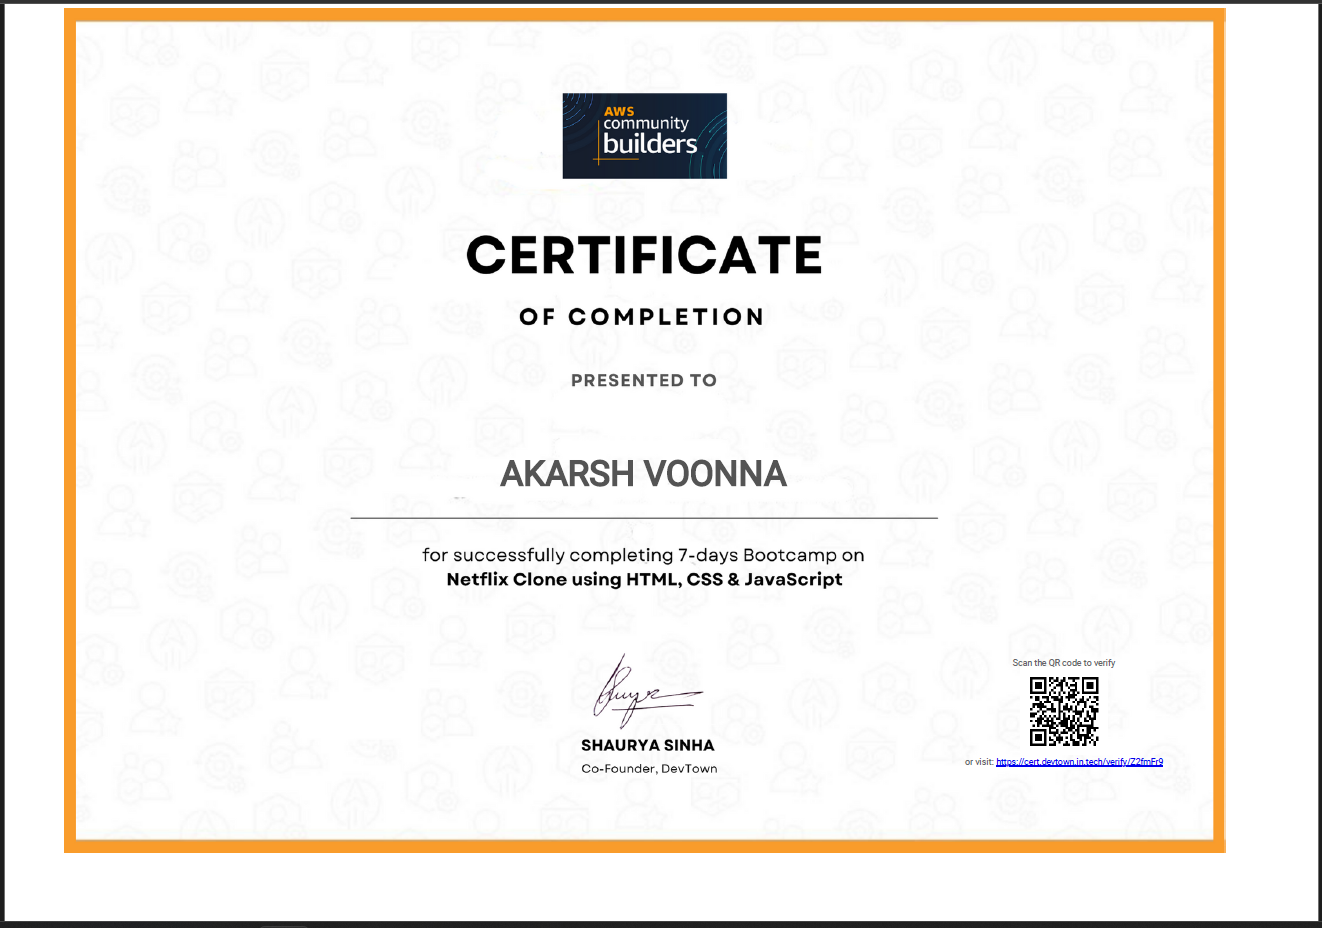 AWS
community
builders
CERTIFICATE
OF COMPLETION
PRESENTED TO
AKARSH VOONNA
for successfully completing 7-days Bootcamp on
Netflix Clone using HTML, CSS & JavaScript
SHAURYA SINHA
Co-Founder, DevTown
Scan the QR code to verify
or visit: https://cert.devtown.in.tech/verify/Z2fmFr9